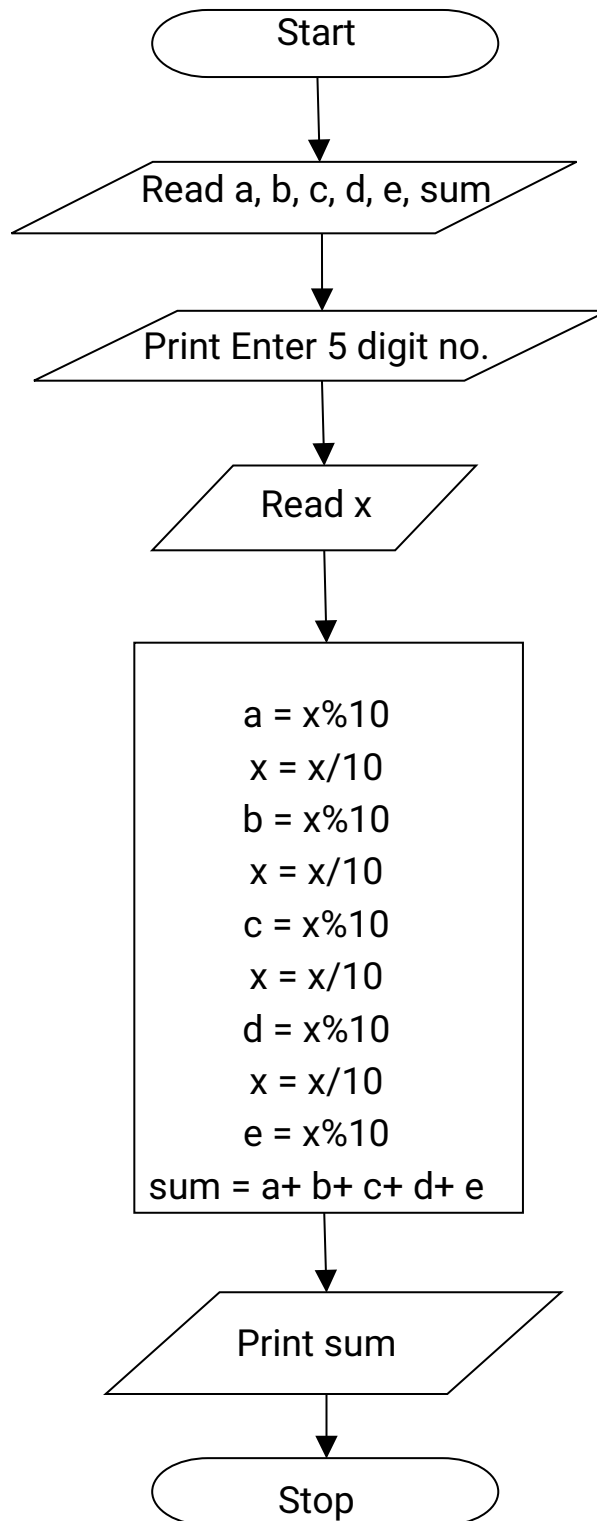 Start
Read a, b, c, d, e, sum
Print Enter 5 digit no.
Read x
a = x%10
x = x/10
b = x%10
x = x/10
c = x%10
x = x/10
d = x%10
x = x/10
e = x%10
sum = a+ b+ c+ d+ e
Print sum
Stop